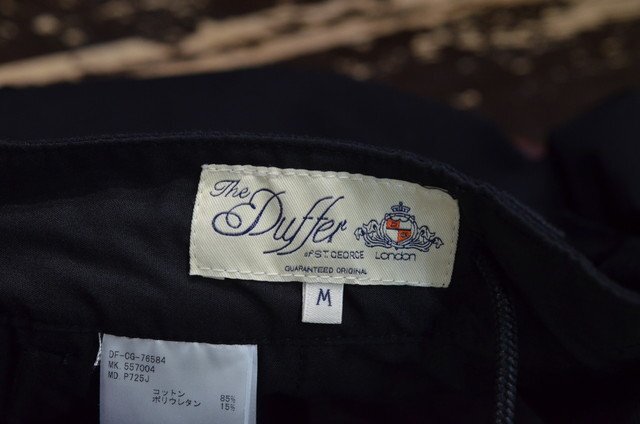 The
Duffer
of ST.GEORGE London
GUARANTEED ORIGINAL
M
DF-CG-76584
MK.557004
MD.P725J
コットン 85%
ポリウレタン 15%